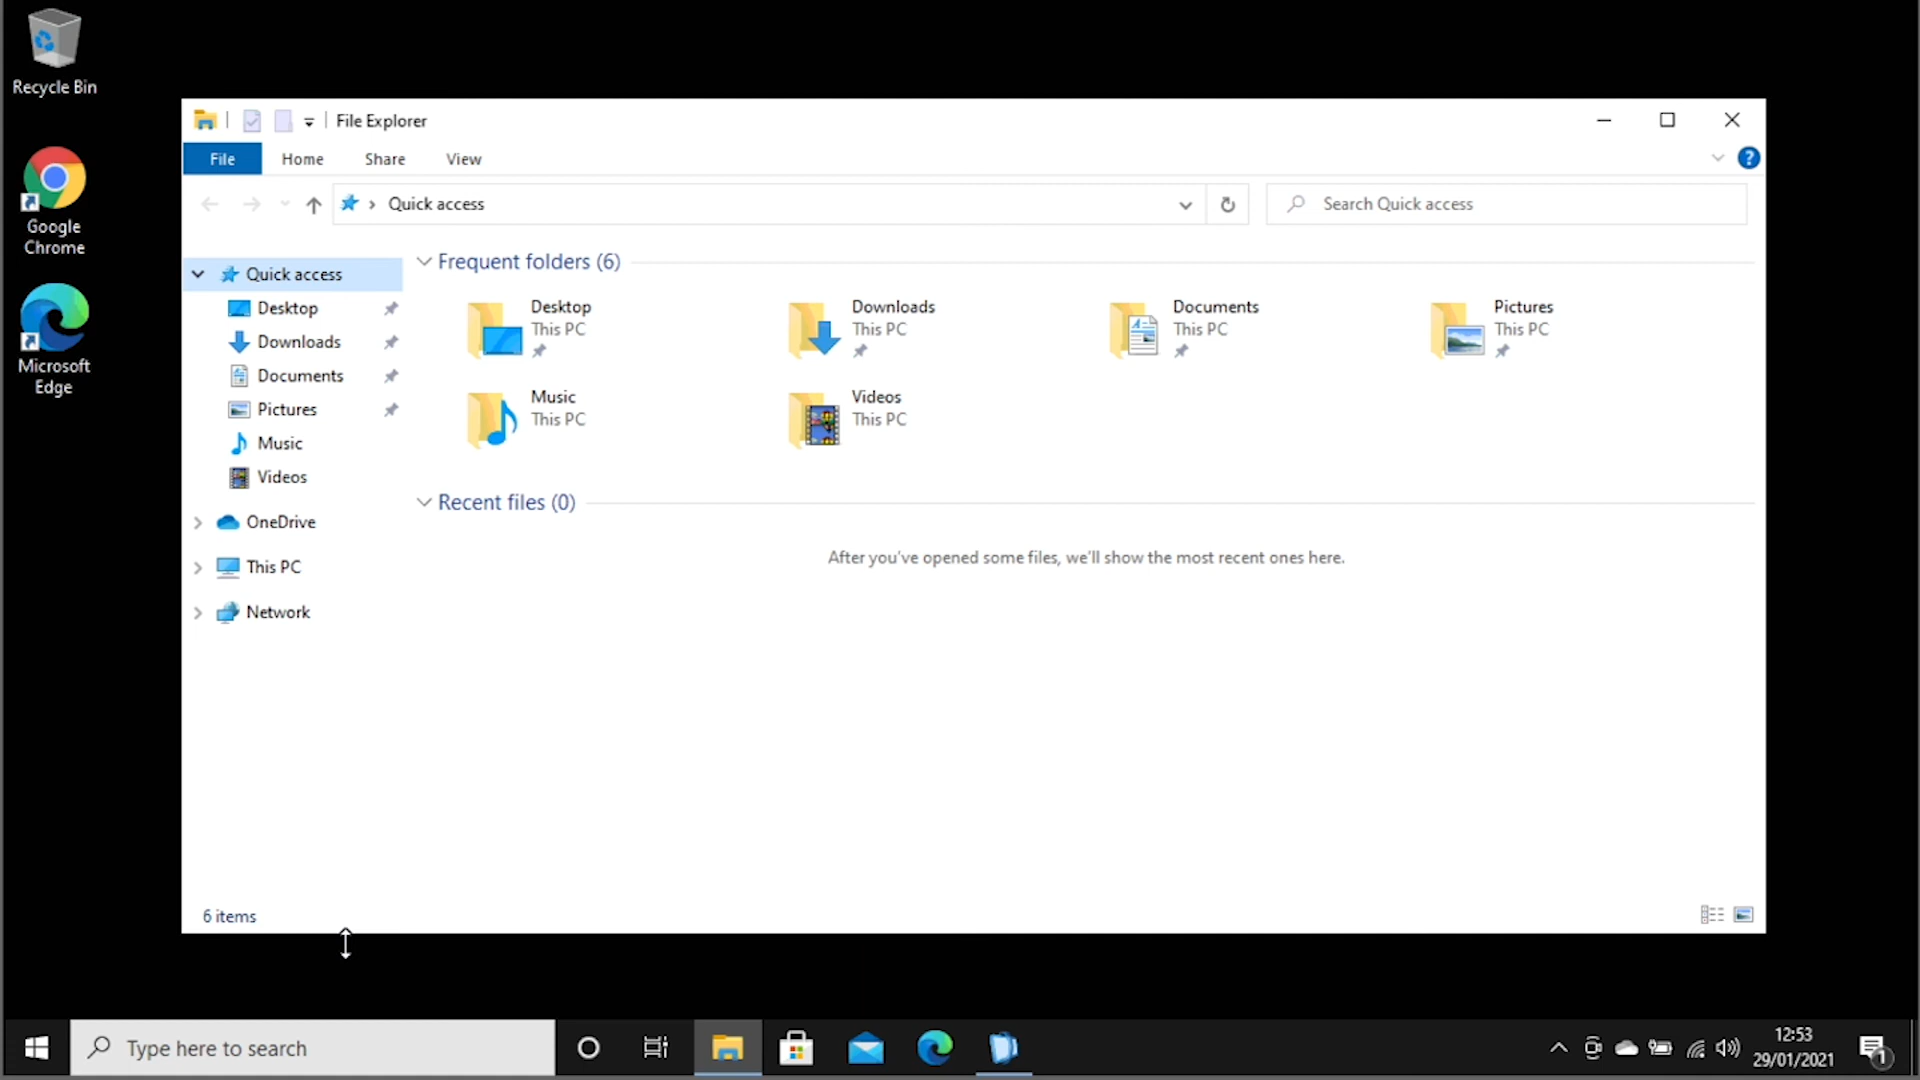 Recycle Bin
Google
Chrome
Microsoft
Edge
File Explorer
File Home Share View
Quick access
Search Quick access
Quick access
Desktop
Downloads
Documents
Pictures
Music
Videos
OneDrive
This PC
Network
Frequent folders (6)
Desktop
This PC
Downloads
This PC
Documents
This PC
Pictures
This PC
Music
This PC
Videos
This PC
Recent files (0)
After you've opened some files, we'll show the most recent ones here.
6 items
Type here to search
12:53
29/01/2021
1